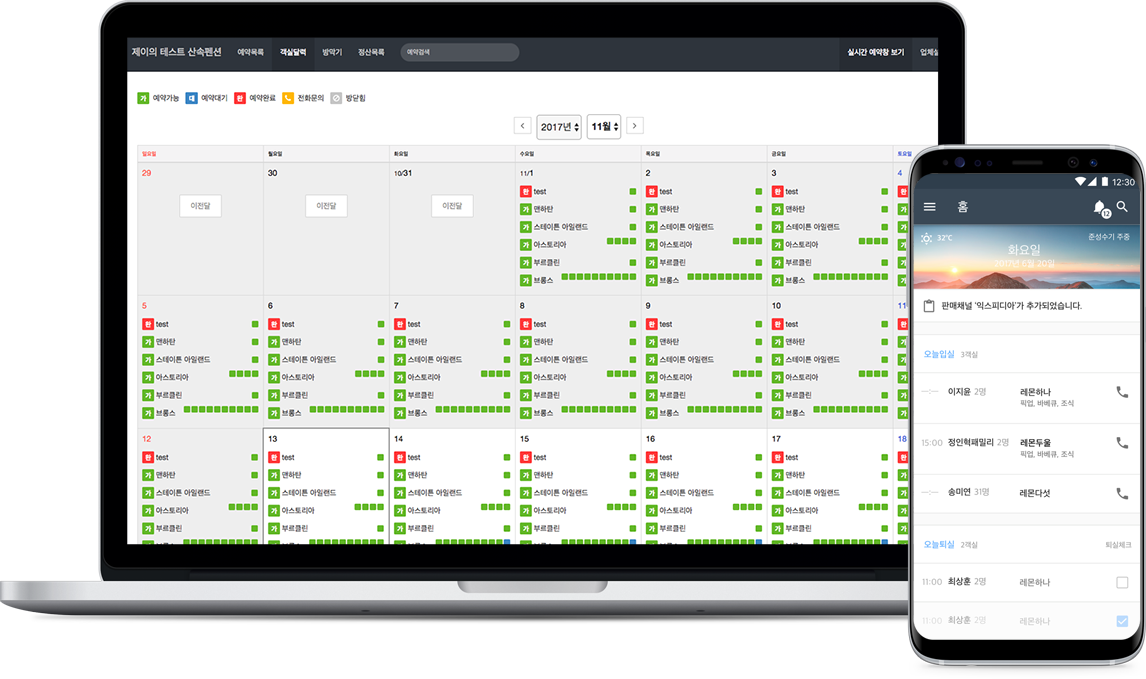 제이의 테스트 산속펜션 예약목록 객실달력 방막기 정산목록 예약검색 실시간 예약창 보기 업체설
가 예약가능 대 예약대기 완 예약완료 전화문의 방닫힘
2017년 11월
일요일 월요일 화요일 수요일 목요일 금요일 토요일
29 30 10/31 11/1 2 3 4
이전달 이전달 이전달
완 test 완 test 완 test 완
가 맨하탄 가 맨하탄 가 맨하탄 가
가 스테이튼 아일랜드 가 스테이튼 아일랜드 가 스테이튼 아일랜드 가
가 아스토리아 가 아스토리아 가 아스토리아 가
가 부르클린 가 부르클린 가 부르클린 가
가 브롱스 가 브롱스 가 브롱스 가
5 6 7 8 9 10 11
완 test 완 test 완 test 완 test 완 test 완 test 완
가 맨하탄 가 맨하탄 가 맨하탄 가 맨하탄 가 맨하탄 가 맨하탄 가
가 스테이튼 아일랜드 가 스테이튼 아일랜드 가 스테이튼 아일랜드 가 스테이튼 아일랜드 가 스테이튼 아일랜드 가 스테이튼 아일랜드 가
가 아스토리아 가 아스토리아 가 아스토리아 가 아스토리아 가 아스토리아 가 아스토리아 가
가 부르클린 가 부르클린 가 부르클린 가 부르클린 가 부르클린 가 부르클린 가
가 브롱스 가 브롱스 가 브롱스 가 브롱스 가 브롱스 가 브롱스 가
12 13 14 15 16 17 18
완 test 완 test 완 test 완 test 완 test 완 test 완
가 맨하탄 가 맨하탄 가 맨하탄 가 맨하탄 가 맨하탄 가 맨하탄 가
가 스테이튼 아일랜드 가 스테이튼 아일랜드 가 스테이튼 아일랜드 가 스테이튼 아일랜드 가 스테이튼 아일랜드 가 스테이튼 아일랜드 가
가 아스토리아 가 아스토리아 가 아스토리아 가 아스토리아 가 아스토리아 가 아스토리아 가
가 부르클린 가 부르클린 가 부르클린 가 부르클린 가 부르클린 가 부르클린 가
12:30
홈 12
32℃ 준성수기 주중
화요일
2017년 6월 20일
판매채널 '익스피디아'가 추가되었습니다.
오늘입실 3객실
--:-- 이지윤 2명 레몬하나
픽업, 바베큐, 조식
15:00 정인혁패밀리 2명 레몬두울
픽업, 바베큐, 조식
--:-- 송미연 31명 레몬다섯
오늘퇴실 2객실 퇴실체크
11:00 최상훈 2명 레몬하나
11:00 최상훈 2명 레몬하나